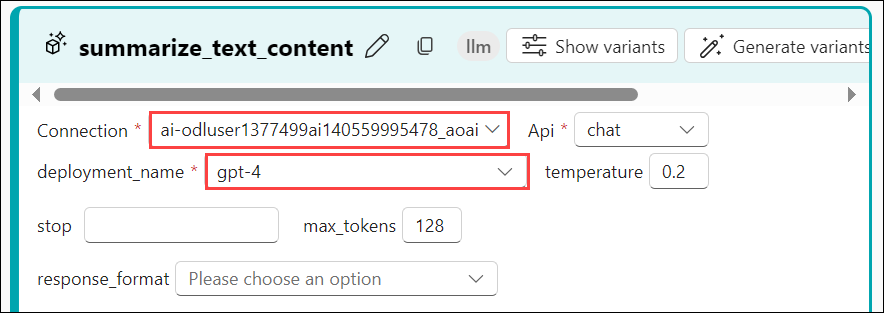 summarize_text_content llm Show variants Generate variants
Connection * ai-odluser1377499ai140559995478_aoai Api * chat
deployment_name * gpt-4 temperature 0.2
stop max_tokens 128
response_format Please choose an option